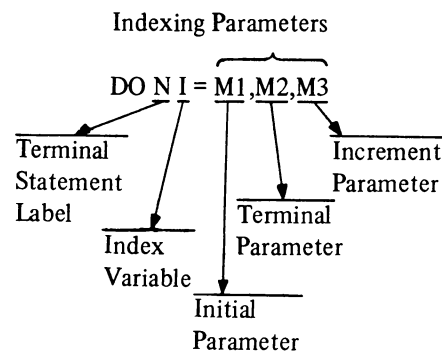 Indexing Parameters
DO N I = M1,M2,M3
Terminal
Statement
Label
Increment
Parameter
Index
Variable
Terminal
Parameter
Initial
Parameter